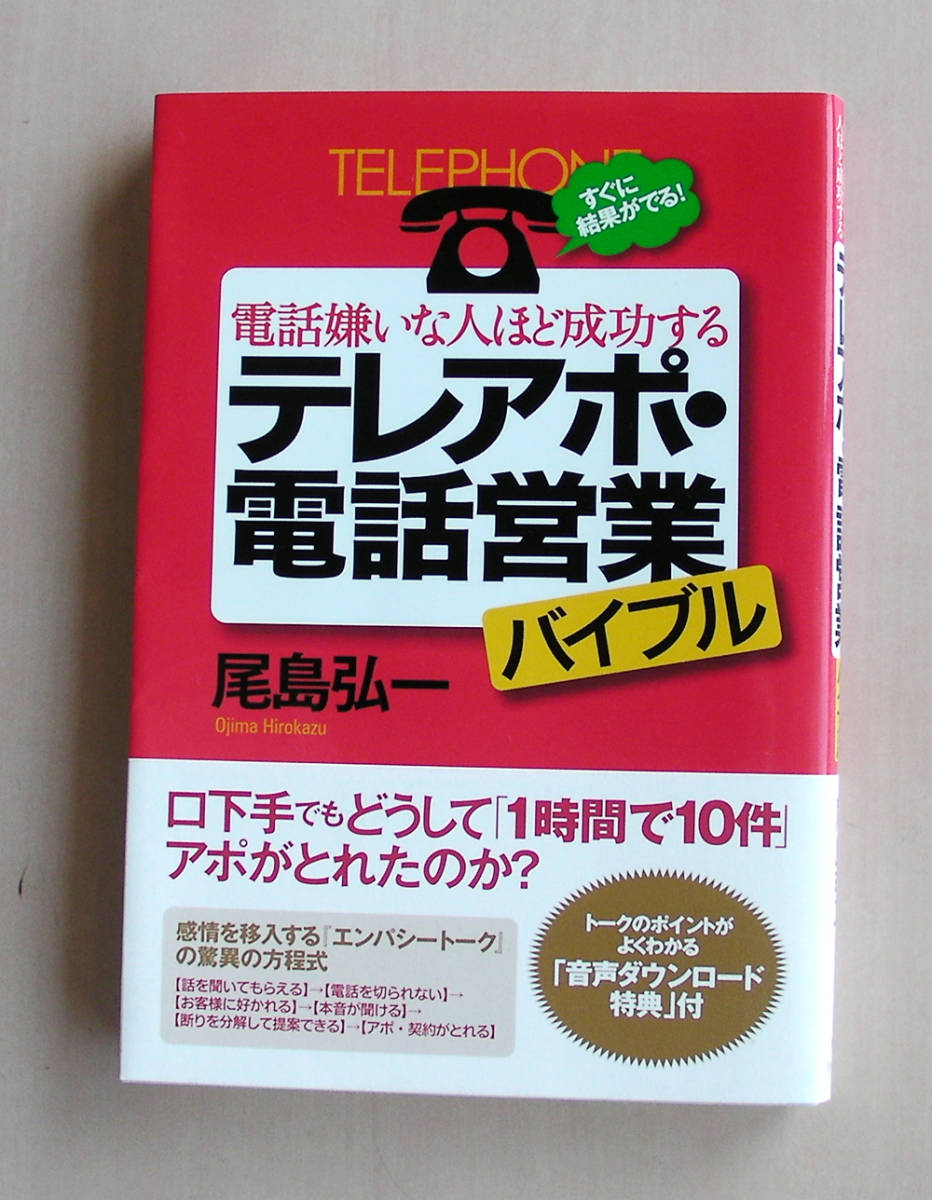 TELEPHONE
すぐに
結果がでる!
電話嫌いな人ほど成功する
テレアポ・
電話営業
バイブル
尾島弘一
Ojima Hirokazu
口下手でもどうして「1時間で10件」
アポがとれたのか?
感情を移入する『エンパシートーク』
の驚異の方程式
【話を聞いてもらえる】→【電話を切られない】→
【お客様に好かれる】→【本音が聞ける】→
【断りを分解して提案できる】→【アポ・契約がとれる】
トークのポイントが
よくわかる
「音声ダウンロード
特典」付